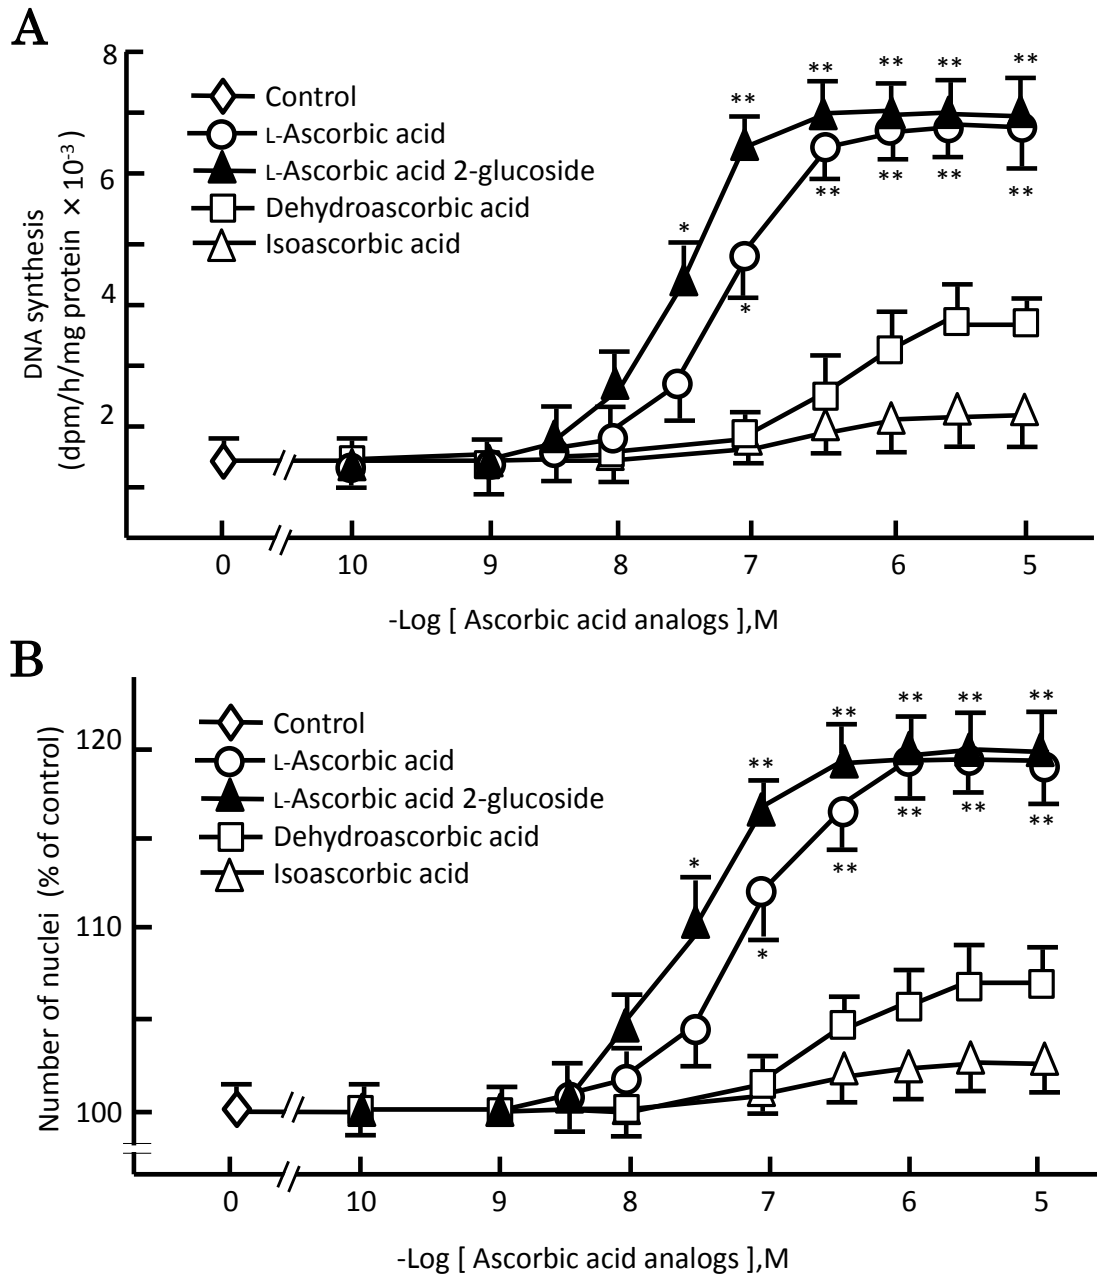 A
8
6
4
2
DNA synthesis
(dpm/h/mg protein × 10⁻³)
Control
L-Ascorbic acid
L-Ascorbic acid 2-glucoside
Dehydroascorbic acid
Isoascorbic acid
** ** ** ** **
*
** ** ** **
*
0 10 9 8 7 6 5
-Log [ Ascorbic acid analogs ],M
B
120
110
100
Number of nuclei (% of control)
Control
L-Ascorbic acid
L-Ascorbic acid 2-glucoside
Dehydroascorbic acid
Isoascorbic acid
** ** ** ** **
*
** ** ** **
*
0 10 9 8 7 6 5
-Log [ Ascorbic acid analogs ],M